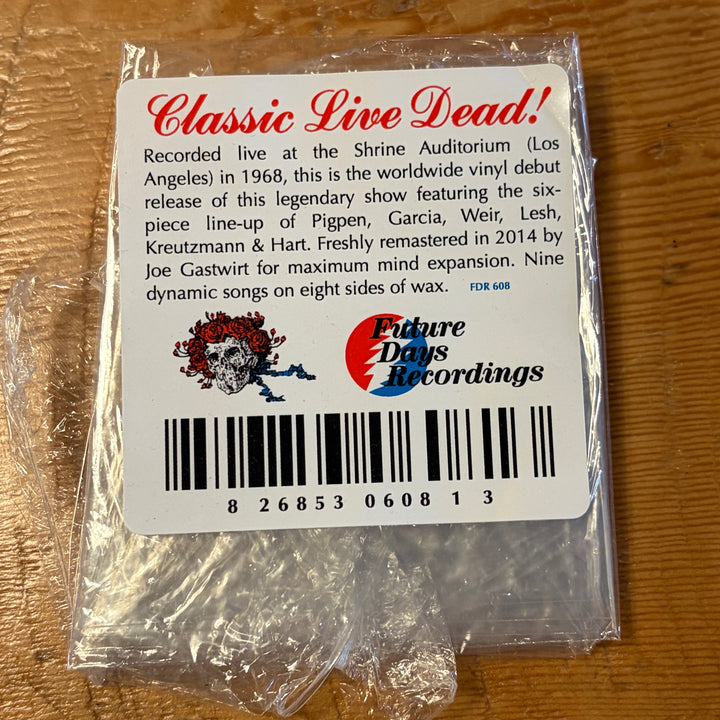 Classic Live Dead!
Recorded live at the Shrine Auditorium (Los
Angeles) in 1968, this is the worldwide vinyl debut
release of this legendary show featuring the six-
piece line-up of Pigpen, Garcia, Weir, Lesh,
Kreutzmann & Hart. Freshly remastered in 2014 by
Joe Gastwirt for maximum mind expansion. Nine
dynamic songs on eight sides of wax. FDR 608
Future
Days
Recordings
8 26853 0608 1 3